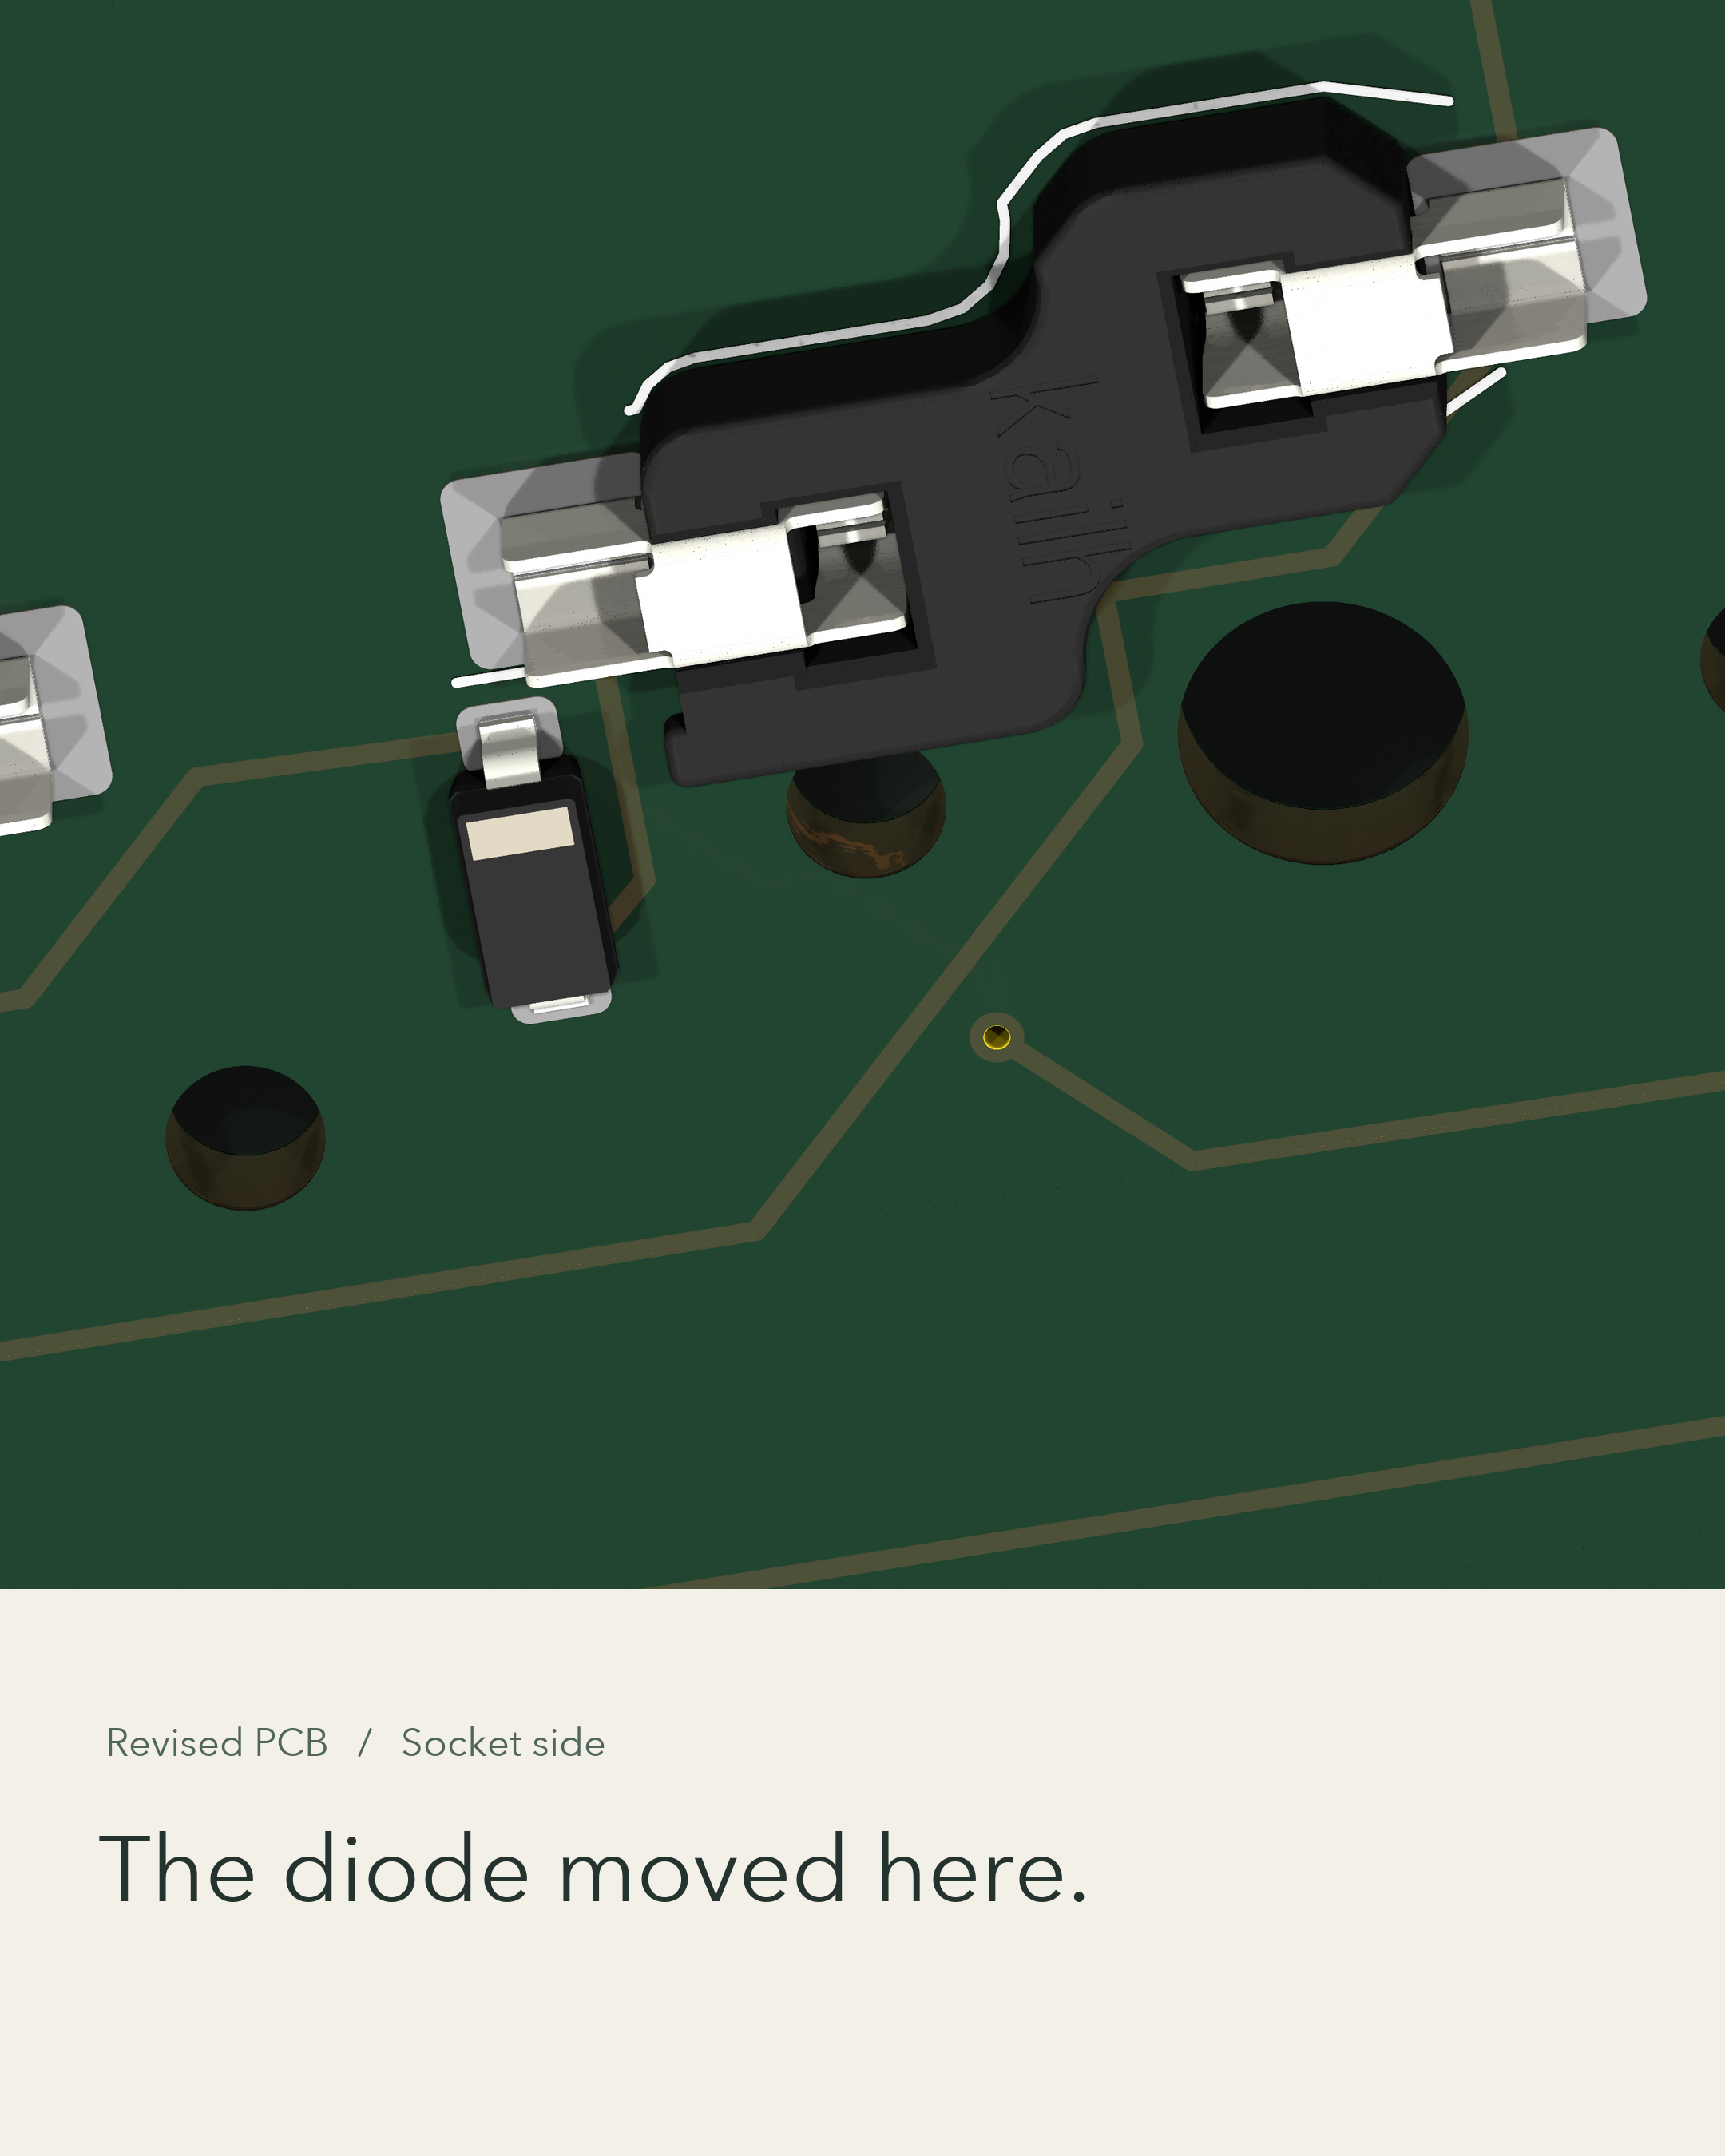 Kailh
Revised PCB / Socket side
The diode moved here.